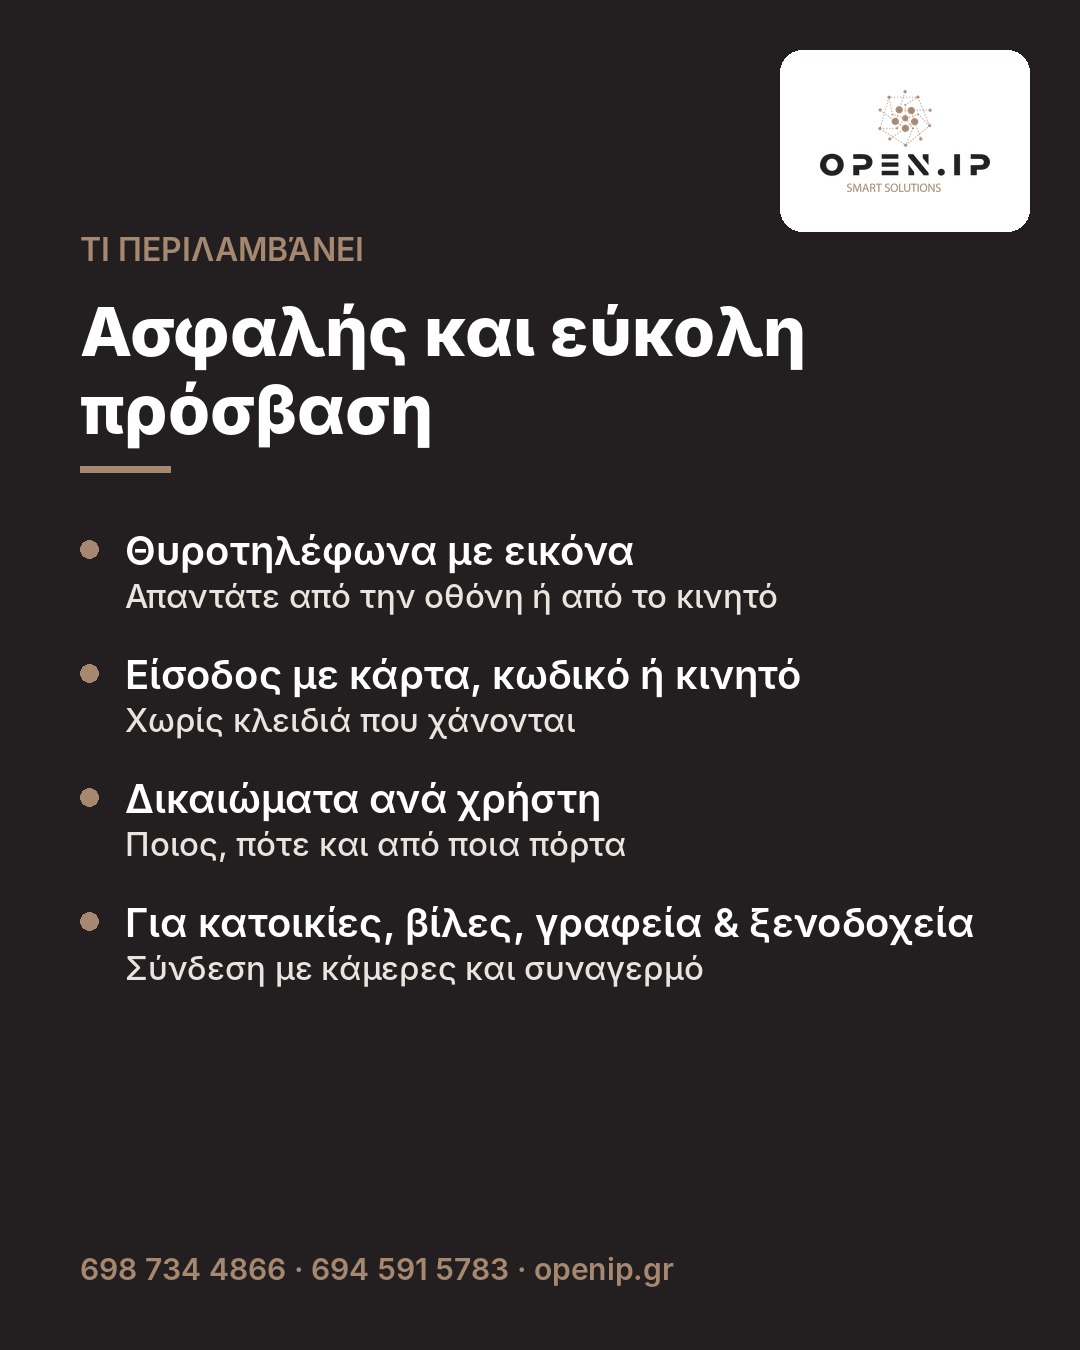 OPEN.IP
SMART SOLUTIONS
ΤΙ ΠΕΡΙΛΑΜΒΆΝΕΙ
Ασφαλής και εύκολη
πρόσβαση
Θυροτηλέφωνα με εικόνα
Απαντάτε από την οθόνη ή από το κινητό
Είσοδος με κάρτα, κωδικό ή κινητό
Χωρίς κλειδιά που χάνονται
Δικαιώματα ανά χρήστη
Ποιος, πότε και από ποια πόρτα
Για κατοικίες, βίλες, γραφεία & ξενοδοχεία
Σύνδεση με κάμερες και συναγερμό
698 734 4866 · 694 591 5783 · openip.gr